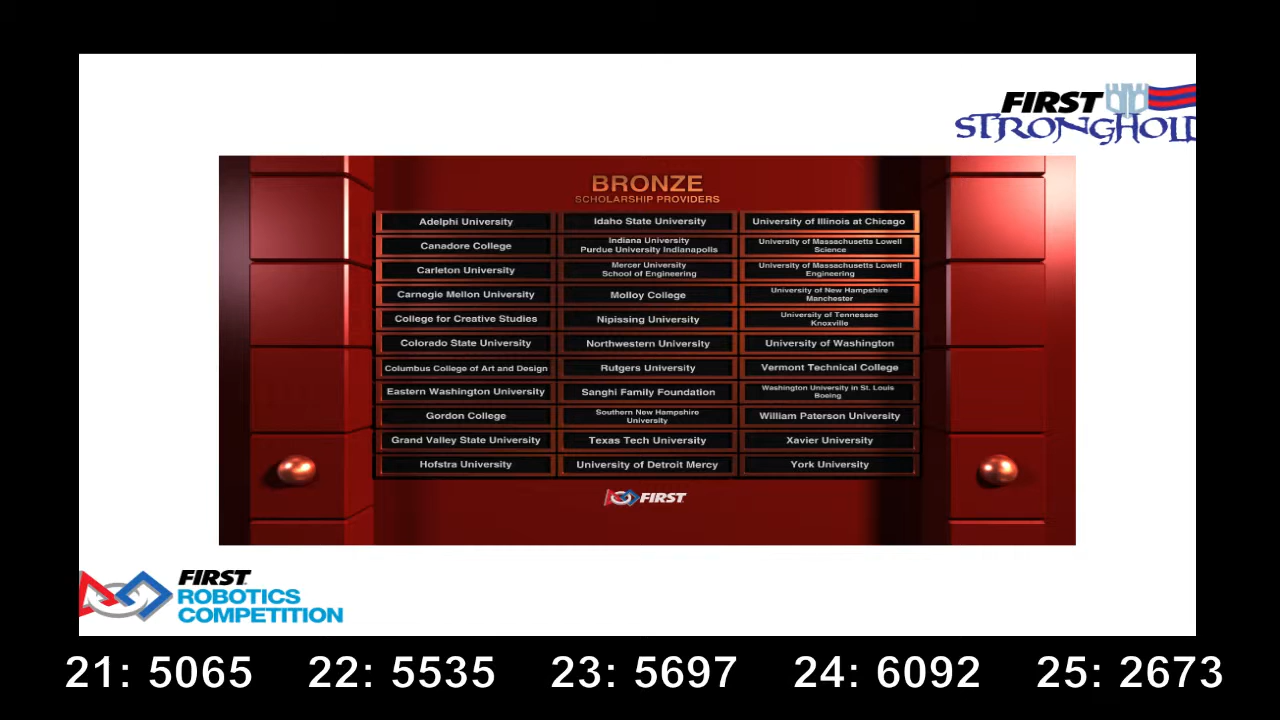 FIRST
STRONGHOLD
BRONZE
SCHOLARSHIP PROVIDERS
Adelphi University
Idaho State University
University of Illinois at Chicago
Canadore College
Indiana University
Purdue University Indianapolis
University of Massachusetts Lowell
Science
Carleton University
Mercer University
School of Engineering
University of Massachusetts Lowell
Engineering
Carnegie Mellon University
Molloy College
University of New Hampshire
Manchester
College for Creative Studies
Nipissing University
University of Tennessee
Knoxville
Colorado State University
Northwestern University
University of Washington
Columbus College of Art and Design
Rutgers University
Vermont Technical College
Eastern Washington University
Sanghi Family Foundation
Washington University in St. Louis
Boeing
Gordon College
Southern New Hampshire
University
William Paterson University
Grand Valley State University
Texas Tech University
Xavier University
Hofstra University
University of Detroit Mercy
York University
FIRST
FIRST
ROBOTICS
COMPETITION
21: 5065 22: 5535 23: 5697 24: 6092 25: 2673